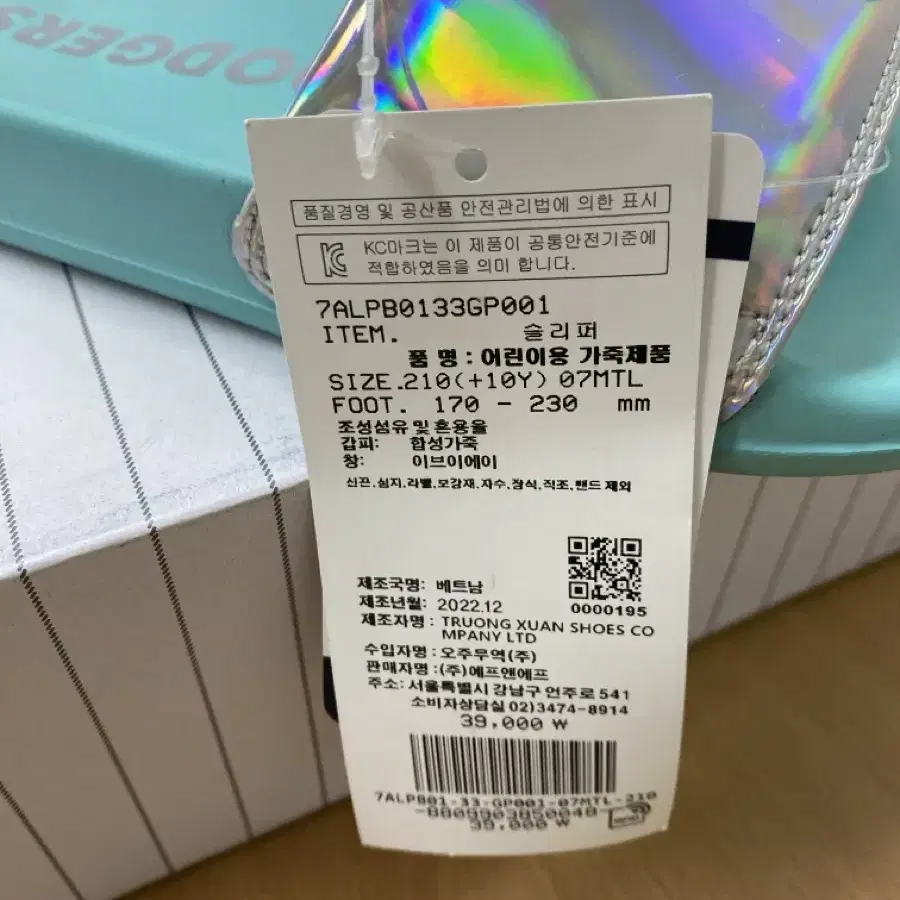 ODGERS
품질경영 및 공산품 안전관리법에 의한 표시
KC마크는 이 제품이 공통안전기준에
적합하였음을 의미 합니다.
7ALPB0133GP001
ITEM. 슬리퍼
품 명 : 어린이용 가죽제품
SIZE.210(+10Y) 07MTL
FOOT. 170 - 230 mm
조성섬유 및 혼용율
갑피: 합성가죽
창: 이브이에이
신끈,심지,라벨,보강재,자수,장식,직조,밴드 제외
0000195
제조국명: 베트남
제조년월: 2022.12
제조자명 : TRUONG XUAN SHOES CO
MPANY LTD
수입자명 : 오주무역(주)
판매자명 : (주)에프앤에프
주소: 서울특별시 강남구 언주로 541
소비자상담실 02)3474-8914
39,000 ₩
7ALPB01-33-GP001-07MTL-210
-8809903850048-
39,000 ₩